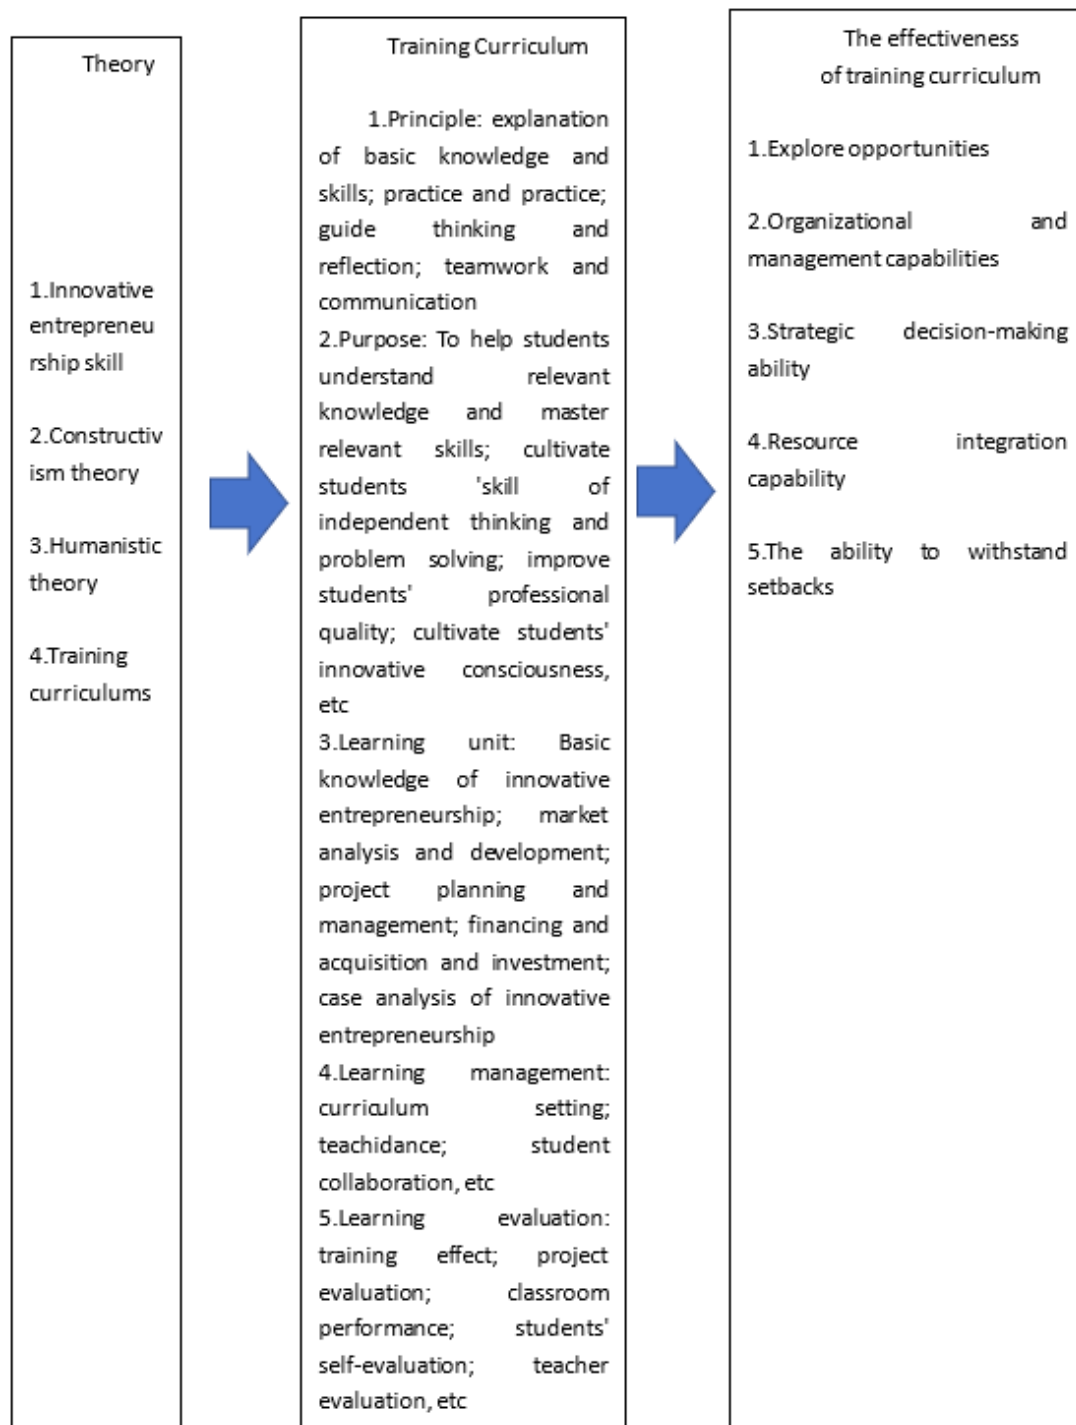 Theory
1.Innovative
entrepreneu
rship skill
2.Constructiv
ism theory
3.Humanistic
theory
4.Training
curriculums
Training Curriculum
1.Principle: explanation
of basic knowledge and
skills; practice and practice;
guide thinking and
reflection; teamwork and
communication
2.Purpose: To help students
understand relevant
knowledge and master
relevant skills; cultivate
students 'skill of
independent thinking and
problem solving; improve
students' professional
quality; cultivate students'
innovative consciousness,
etc
3.Learning unit: Basic
knowledge of innovative
entrepreneurship; market
analysis and development;
project planning and
management; financing and
acquisition and investment;
case analysis of innovative
entrepreneurship
4.Learning management:
curriculum setting;
teachidance; student
collaboration, etc
5.Learning evaluation:
training effect; project
evaluation; classroom
performance; students'
self-evaluation; teacher
evaluation, etc
The effectiveness
of training curriculum
1.Explore opportunities
2.Organizational and
management capabilities
3.Strategic decision-making
ability
4.Resource integration
capability
5.The ability to withstand
setbacks